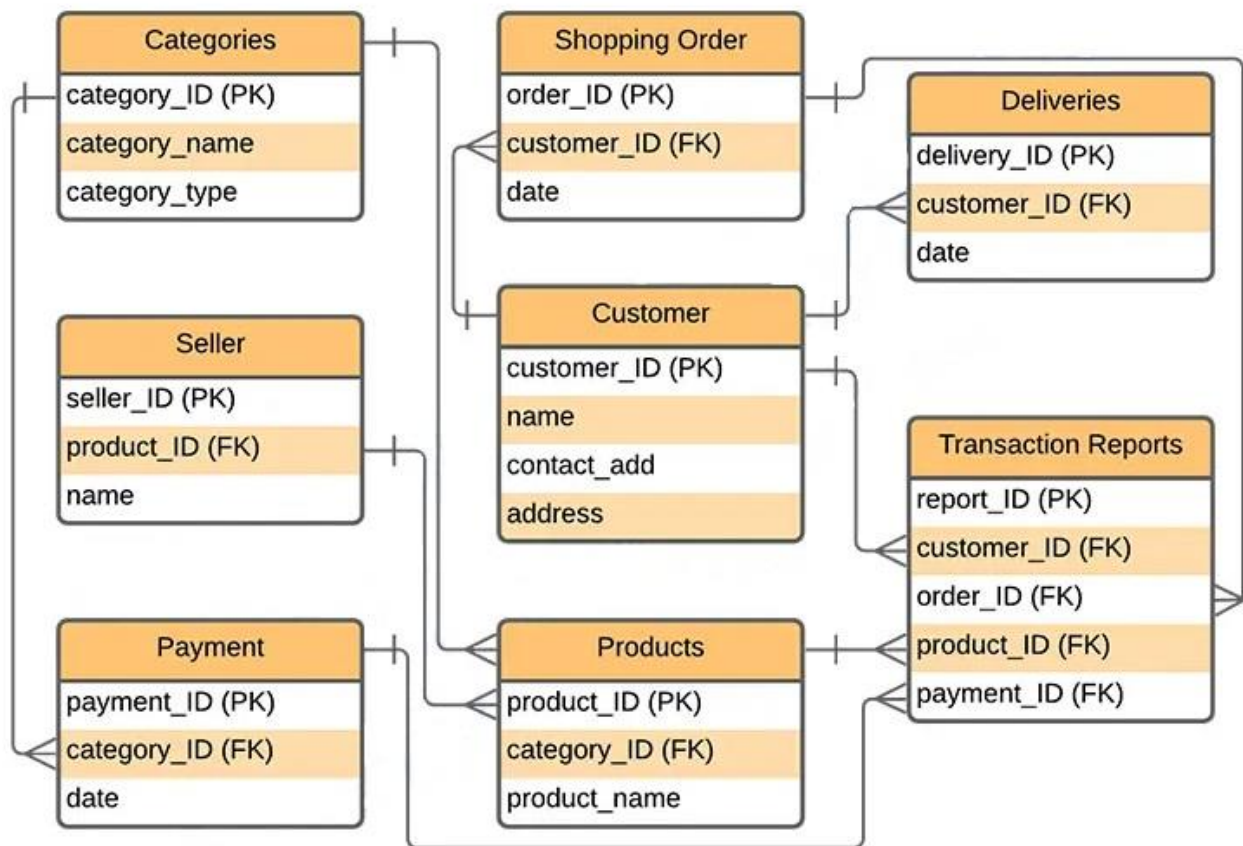 Categories
category_ID (PK)
category_name
category_type
Shopping Order
order_ID (PK)
customer_ID (FK)
date
Deliveries
delivery_ID (PK)
customer_ID (FK)
date
Seller
seller_ID (PK)
product_ID (FK)
name
Customer
customer_ID (PK)
name
contact_add
address
Transaction Reports
report_ID (PK)
customer_ID (FK)
order_ID (FK)
product_ID (FK)
payment_ID (FK)
Payment
payment_ID (PK)
category_ID (FK)
date
Products
product_ID (PK)
category_ID (FK)
product_name